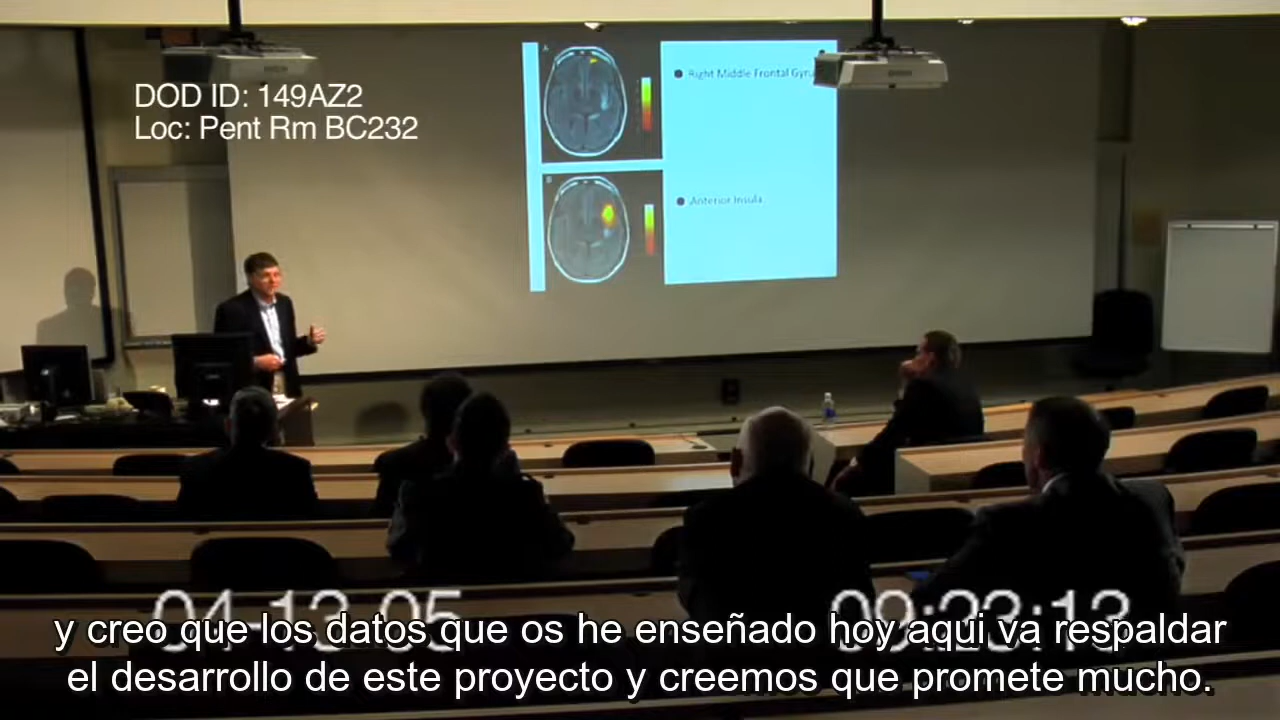 DOD ID: 149AZ2
Loc: Pent Rm BC232
A
Right Middle Frontal Gyru
B
Anterior Insula
04-13-05
09:23:13
y creo que los datos que os he enseñado hoy aqui va respaldar
el desarrollo de este proyecto y creemos que promete mucho.